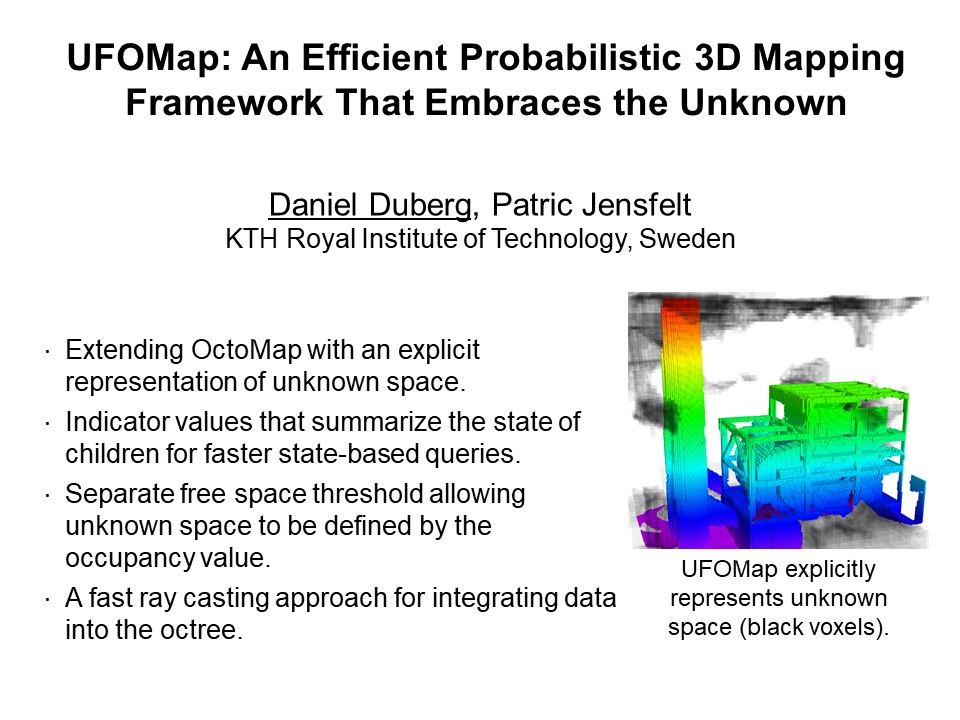 UFOMap: An Efficient Probabilistic 3D Mapping
Framework That Embraces the Unknown
Daniel Duberg, Patric Jensfelt
KTH Royal Institute of Technology, Sweden
· Extending OctoMap with an explicit
representation of unknown space.
· Indicator values that summarize the state of
children for faster state-based queries.
· Separate free space threshold allowing
unknown space to be defined by the
occupancy value.
· A fast ray casting approach for integrating data
into the octree.
UFOMap explicitly
represents unknown
space (black voxels).